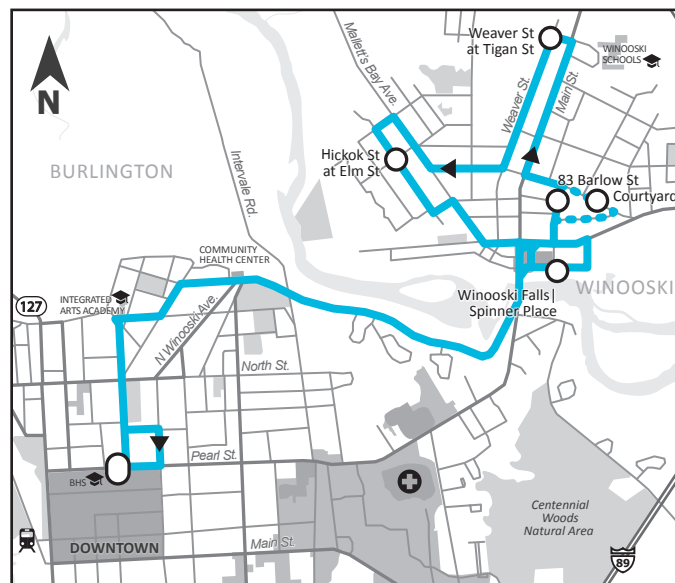 Weaver St
at Tigan St
WINOOSKI
SCHOOLS
Mallett's Bay Ave.
Weaver St.
Main St.
N
BURLINGTON
Hickok St
at Elm St
Intervale Rd.
83 Barlow St
Courtyard
COMMUNITY
HEALTH CENTER
WINOOSKI
Winooski Falls|
Spinner Place
127
INTEGRATED
ARTS ACADEMY
N Winooski Ave.
North St.
Pearl St.
BHS
Centennial
Woods
Natural Area
DOWNTOWN
Main St.
89